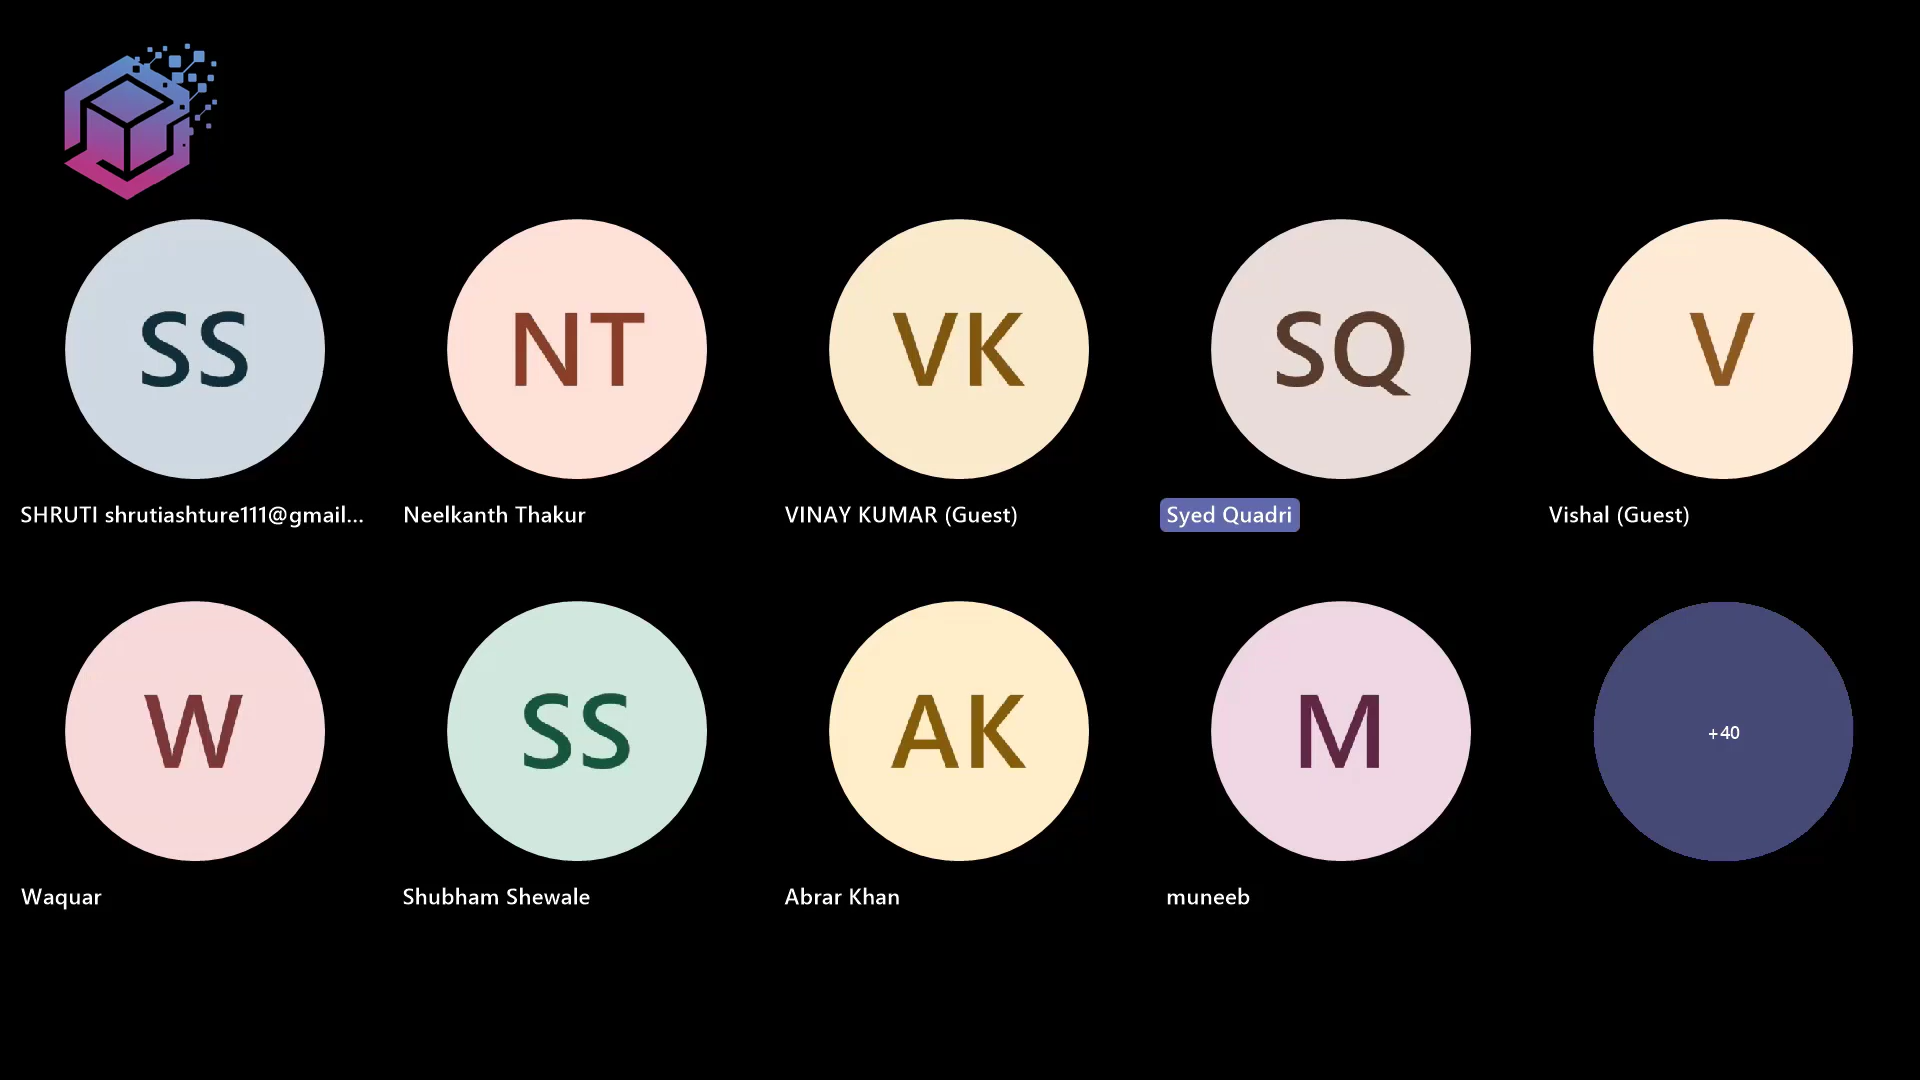 SS
NT
VK
SQ
V
SHRUTI shrutiashture111@gmail...
Neelkanth Thakur
VINAY KUMAR (Guest)
Syed Quadri
Vishal (Guest)
W
SS
AK
M
+40
Waquar
Shubham Shewale
Abrar Khan
muneeb